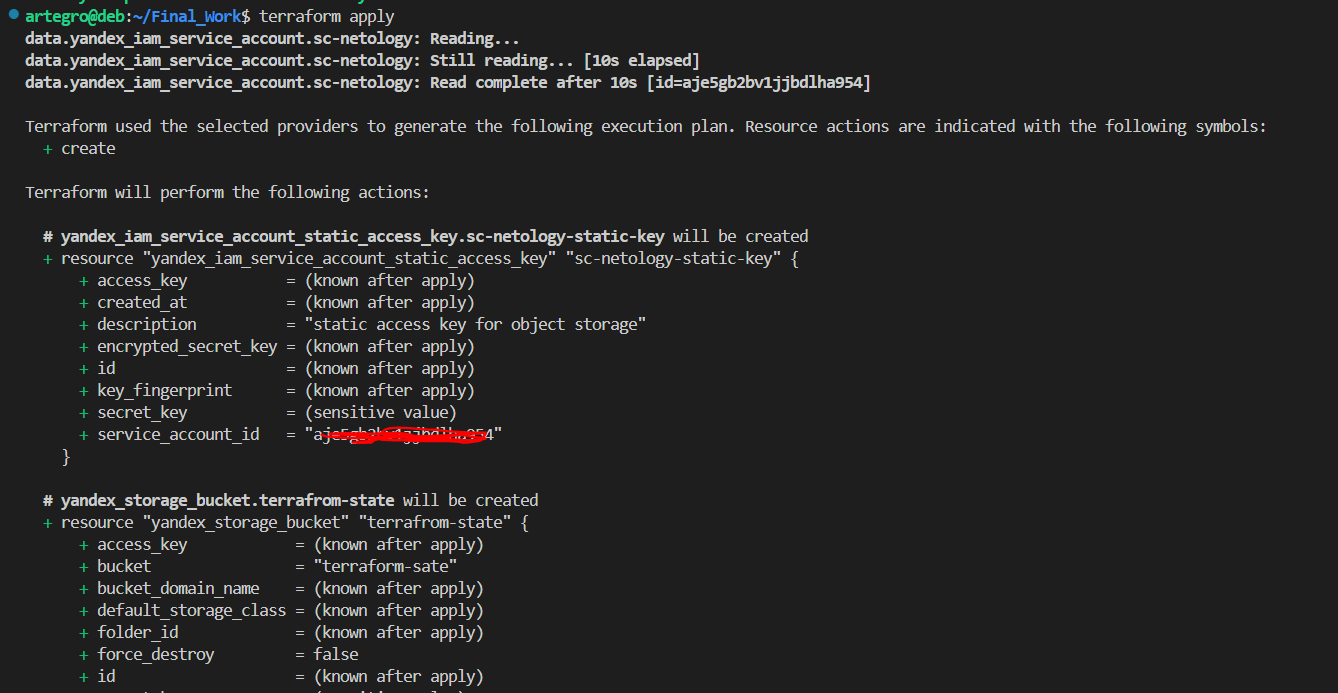 artegro@deb:~/Final_Work$ terraform apply
data.yandex_iam_service_account.sc-netology: Reading...
data.yandex_iam_service_account.sc-netology: Still reading... [10s elapsed]
data.yandex_iam_service_account.sc-netology: Read complete after 10s [id=aje5gb2bv1jjbdlha954]
Terraform used the selected providers to generate the following execution plan. Resource actions are indicated with the following symbols:
+ create
Terraform will perform the following actions:
# yandex_iam_service_account_static_access_key.sc-netology-static-key will be created
+ resource "yandex_iam_service_account_static_access_key" "sc-netology-static-key" {
+ access_key = (known after apply)
+ created_at = (known after apply)
+ description = "static access key for object storage"
+ encrypted_secret_key = (known after apply)
+ id = (known after apply)
+ key_fingerprint = (known after apply)
+ secret_key = (sensitive value)
+ service_account_id =
}
# yandex_storage_bucket.terrafrom-state will be created
+ resource "yandex_storage_bucket" "terrafrom-state" {
+ access_key = (known after apply)
+ bucket = "terraform-sate"
+ bucket_domain_name = (known after apply)
+ default_storage_class = (known after apply)
+ folder_id = (known after apply)
+ force_destroy = false
+ id = (known after apply)